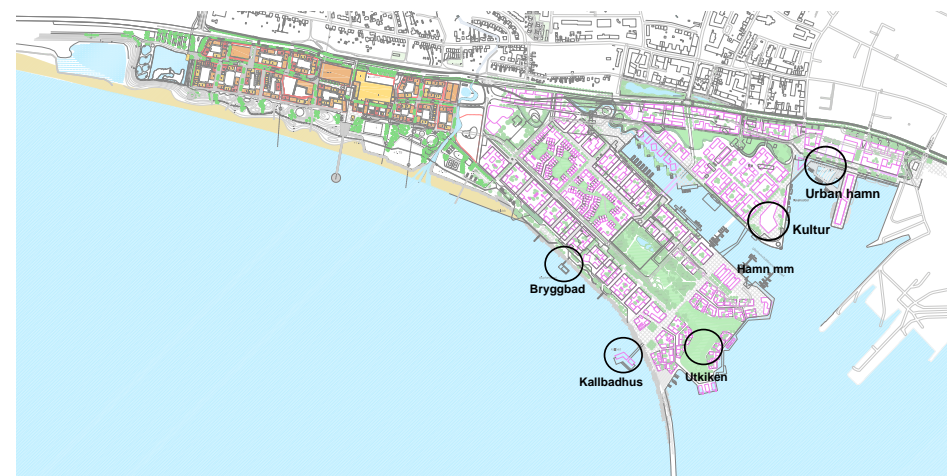 Urban hamn
Kultur
Hamn mm
Bryggbad
Utkiken
Kallbadhus